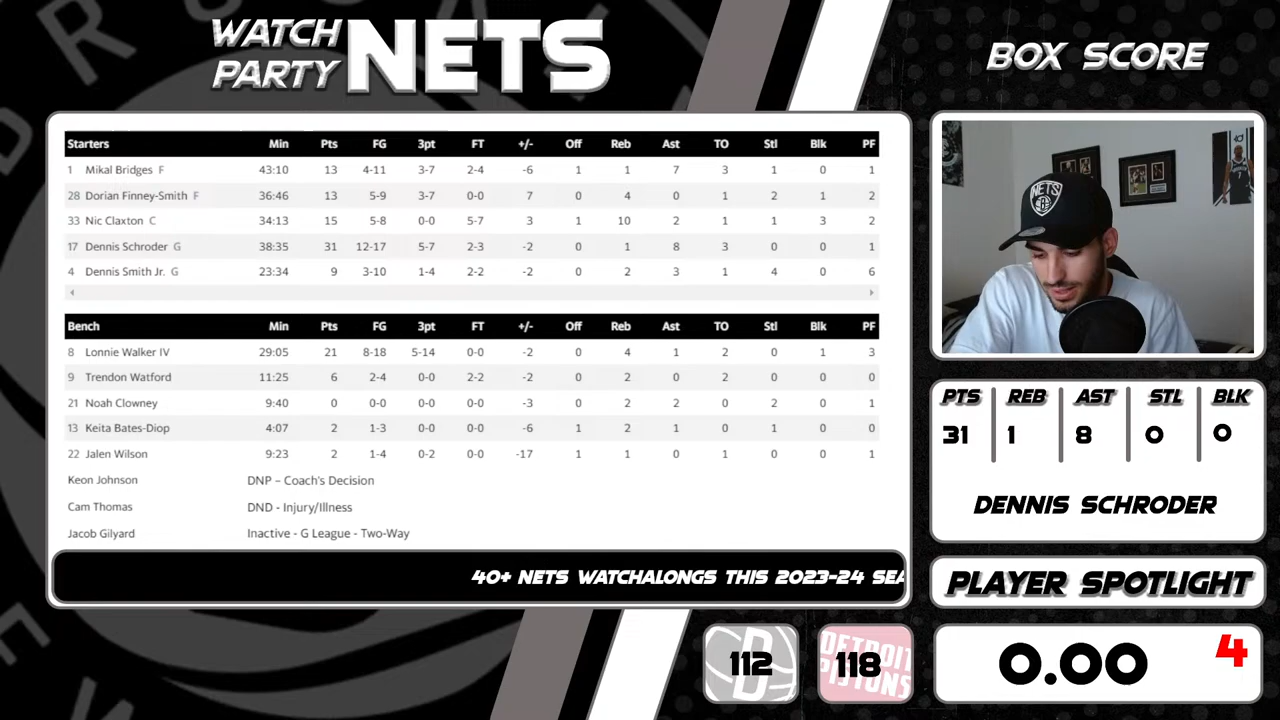 WATCH PARTY NETS
BOX SCORE
Starters Min Pts FG 3pt FT +/- Off Reb Ast TO Stl Blk PF
1 Mikal Bridges F 43:10 13 4-11 3-7 2-4 -6 1 1 7 3 1 0 1
28 Dorian Finney-Smith F 36:46 13 5-9 3-7 0-0 7 0 4 0 1 2 1 2
33 Nic Claxton C 34:13 15 5-8 0-0 5-7 3 1 10 2 1 1 3 2
17 Dennis Schroder G 38:35 31 12-17 5-7 2-3 -2 0 1 8 3 0 0 1
4 Dennis Smith Jr. G 23:34 9 3-10 1-4 2-2 -2 0 2 3 1 4 0 6
Bench Min Pts FG 3pt FT +/- Off Reb Ast TO Stl Blk PF
8 Lonnie Walker IV 29:05 21 8-18 5-14 0-0 -2 0 4 1 2 0 1 3
9 Trendon Watford 11:25 6 2-4 0-0 2-2 -2 0 2 0 2 0 0 0
21 Noah Clowney 9:40 0 0-0 0-0 0-0 -3 0 2 2 0 2 0 1
13 Keita Bates-Diop 4:07 2 1-3 0-0 0-0 -6 1 2 1 0 1 0 0
22 Jalen Wilson 9:23 2 1-4 0-2 0-0 -17 1 1 0 1 0 0 1
Keon Johnson DNP – Coach's Decision
Cam Thomas DND - Injury/Illness
Jacob Gilyard Inactive - G League - Two-Way
40+ NETS WATCHALONGS THIS 2023-24 SEA
NETS
7
PTS REB AST STL BLK
31 1 8 0 0
DENNIS SCHRODER
PLAYER SPOTLIGHT
B
112
DETROIT PISTONS
118
0.00 4